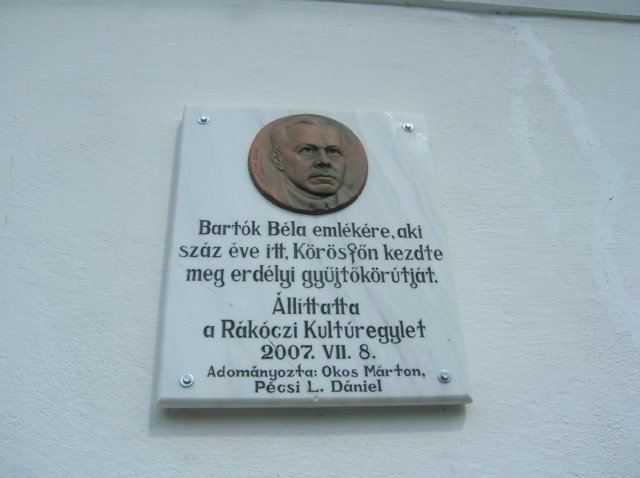 Bartók Béla emlékére, aki
száz éve itt, Körösfőn kezdte
meg erdélyi gyűjtőkörútját.
Állíttatta
a Rákóczi Kultúregylet
2007. VII. 8.
Adományozta: Okos Márton,
Pécsi L. Dániel